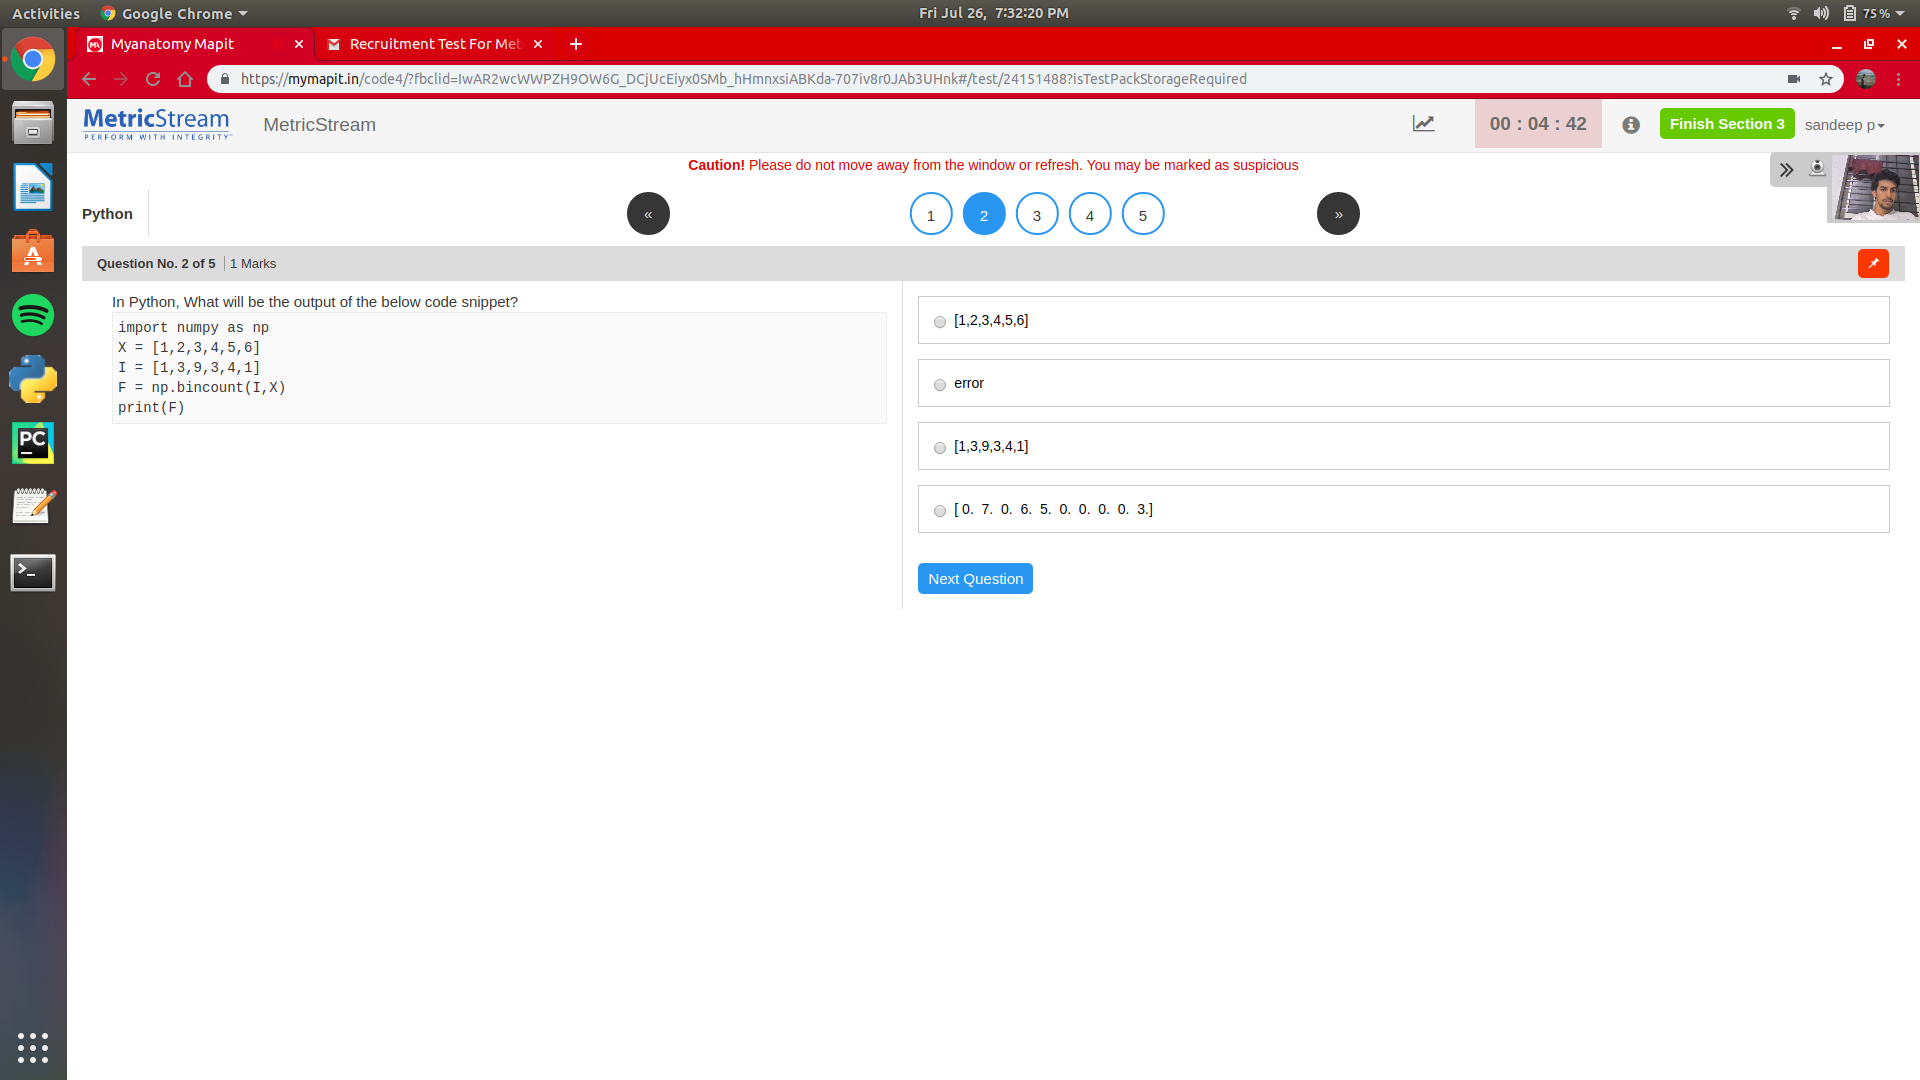 Activities
Google Chrome
Fri Jul 26, 7:32:20 PM
75 %
Myanatomy Mapit
Recruitment Test For Met
https://mymapit.in/code4/?fbclid=IwAR2wcWWPZH9OW6G_DCjUcEiyx0SMb_hHmnxsiABKda-707iv8r0JAb3UHnk#/test/24151488?isTestPackStorageRequired
MetricStream
PERFORM WITH INTEGRITY
MetricStream
00 : 04 : 42
Finish Section 3
sandeep p
Caution! Please do not move away from the window or refresh. You may be marked as suspicious
Python
«
1
2
3
4
5
»
Question No. 2 of 5
1 Marks
In Python, What will be the output of the below code snippet?
import numpy as np
X = [1,2,3,4,5,6]
I = [1,3,9,3,4,1]
F = np.bincount(I,X)
print(F)
[1,2,3,4,5,6]
error
[1,3,9,3,4,1]
[ 0. 7. 0. 6. 5. 0. 0. 0. 0. 3.]
Next Question
PC